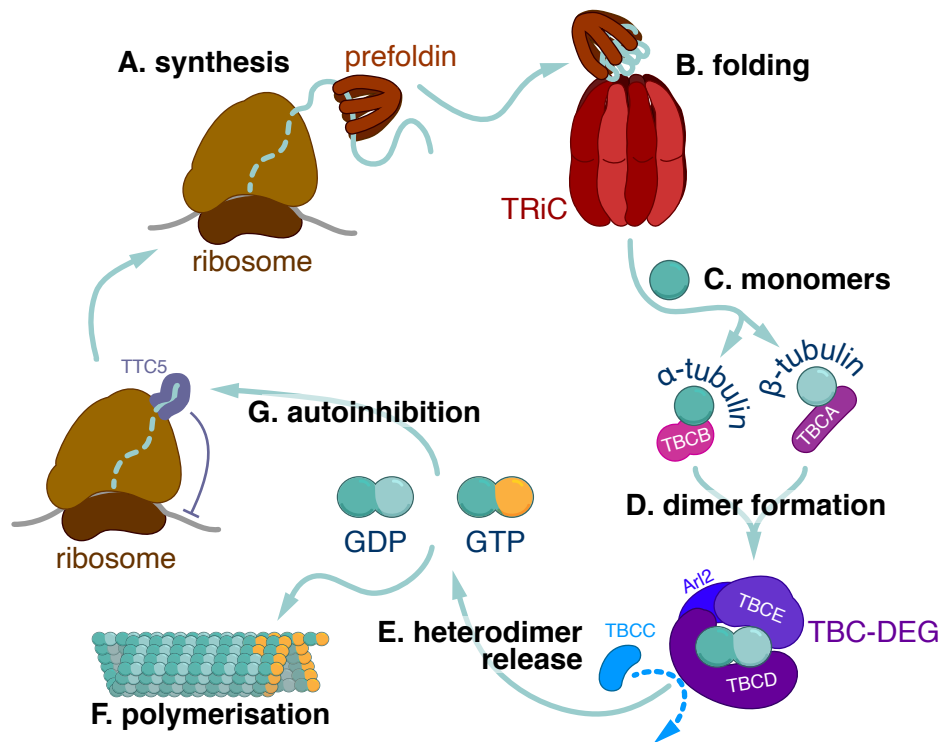 A. synthesis
prefoldin
B. folding
TRiC
ribosome
C. monomers
α-tubulin
β-tubulin
TBCB
TBCA
TTC5
G. autoinhibition
ribosome
GDP
GTP
D. dimer formation
Arl2
TBCE
TBC-DEG
TBCD
E. heterodimer
release
TBCC
F. polymerisation